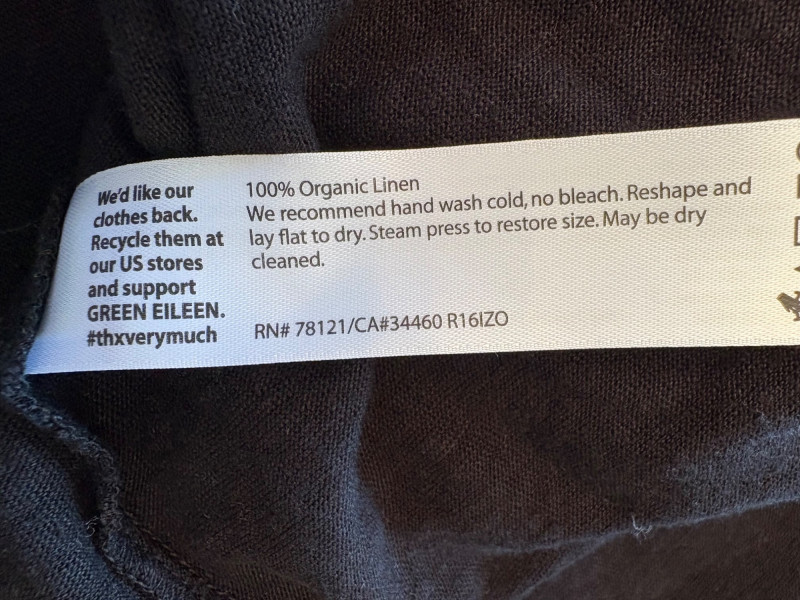 We'd like our
clothes back.
Recycle them at
our US stores
and support
GREEN EILEEN.
#thxverymuch
100% Organic Linen
We recommend hand wash cold, no bleach. Reshape and
lay flat to dry. Steam press to restore size. May be dry
cleaned.
RN# 78121/CA#34460 R16IZO